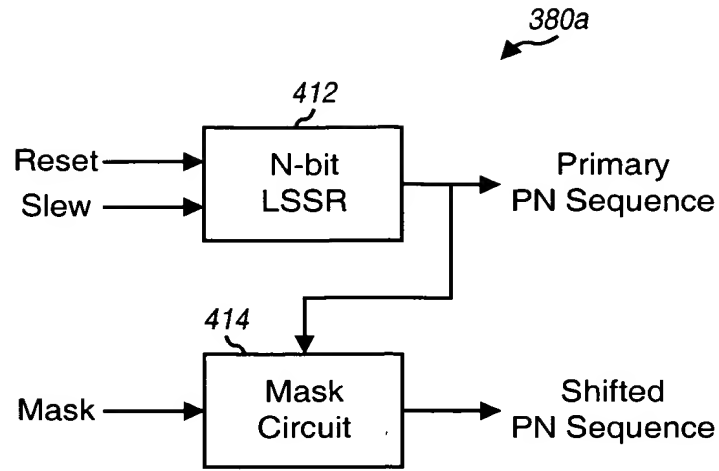 380a
412
Reset
Slew
N-bit
LSSR
Primary
PN Sequence
414
Mask
Mask
Circuit
Shifted
PN Sequence